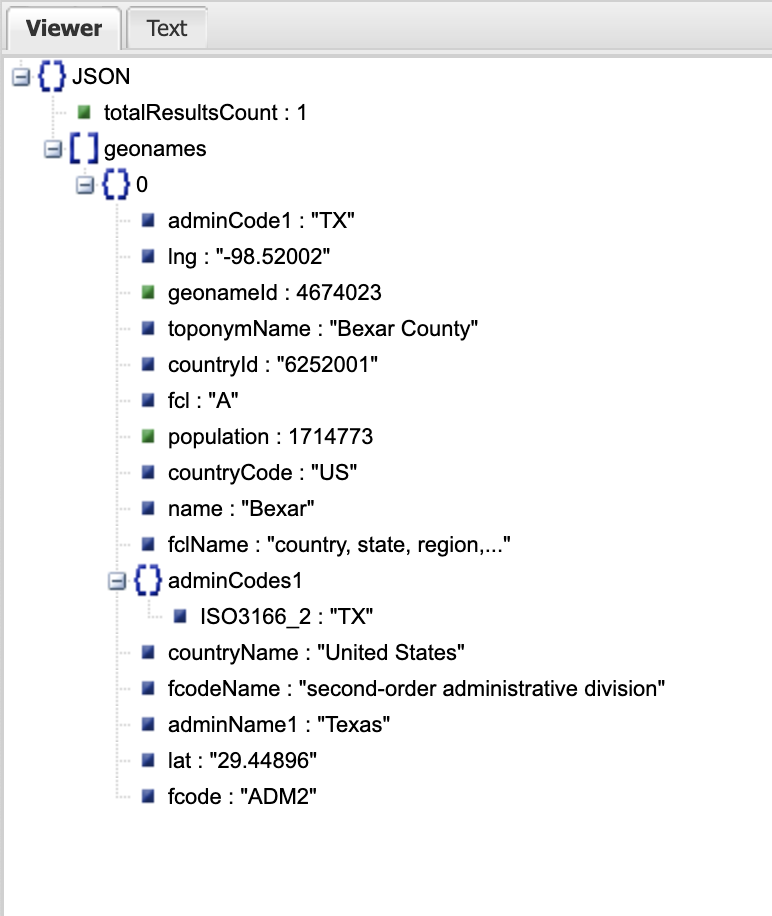 Viewer Text
JSON
totalResultsCount : 1
geonames
0
adminCode1 : "TX"
lng : "-98.52002"
geonameId : 4674023
toponymName : "Bexar County"
countryId : "6252001"
fcl : "A"
population : 1714773
countryCode : "US"
name : "Bexar"
fclName : "country, state, region,..."
adminCodes1
ISO3166_2 : "TX"
countryName : "United States"
fcodeName : "second-order administrative division"
adminName1 : "Texas"
lat : "29.44896"
fcode : "ADM2"